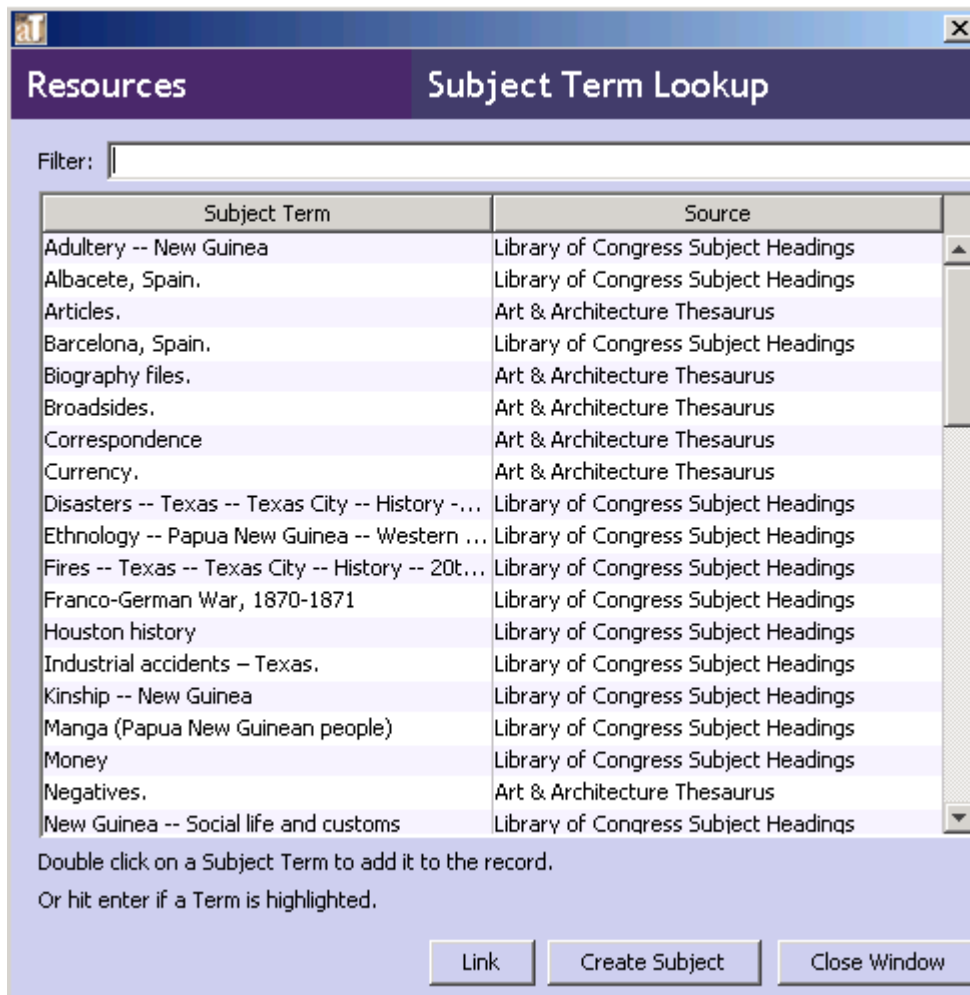 aT
Resources
Subject Term Lookup
Filter:
Subject Term Source
Adultery -- New Guinea Library of Congress Subject Headings
Albacete, Spain. Library of Congress Subject Headings
Articles. Art & Architecture Thesaurus
Barcelona, Spain. Library of Congress Subject Headings
Biography files. Art & Architecture Thesaurus
Broadsides. Art & Architecture Thesaurus
Correspondence Art & Architecture Thesaurus
Currency. Art & Architecture Thesaurus
Disasters -- Texas -- Texas City -- History -... Library of Congress Subject Headings
Ethnology -- Papua New Guinea -- Western ... Library of Congress Subject Headings
Fires -- Texas -- Texas City -- History -- 20t... Library of Congress Subject Headings
Franco-German War, 1870-1871 Library of Congress Subject Headings
Houston history Library of Congress Subject Headings
Industrial accidents – Texas. Library of Congress Subject Headings
Kinship -- New Guinea Library of Congress Subject Headings
Manga (Papua New Guinean people) Library of Congress Subject Headings
Money Library of Congress Subject Headings
Negatives. Art & Architecture Thesaurus
New Guinea -- Social life and customs Library of Congress Subject Headings
Double click on a Subject Term to add it to the record.
Or hit enter if a Term is highlighted.
Link Create Subject Close Window